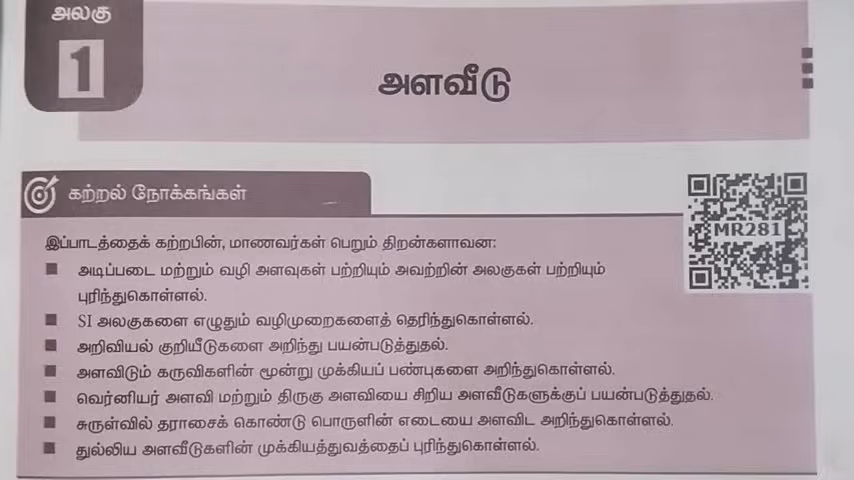 அலகு
1
அளவீடு
கற்றல் நோக்கங்கள்
MR281
இப்பாடத்தைக் கற்றபின், மாணவர்கள் பெறும் திறன்களாவன:
■ அடிப்படை மற்றும் வழி அளவுகள் பற்றியும் அவற்றின் அலகுகள் பற்றியும்
புரிந்துகொள்ளல்.
■ SI அலகுகளை எழுதும் வழிமுறைகளைத் தெரிந்துகொள்ளல்.
■ அறிவியல் குறியீடுகளை அறிந்து பயன்படுத்துதல்.
■ அளவிடும் கருவிகளின் மூன்று முக்கியப் பண்புகளை அறிந்துகொள்ளல்.
■ வெர்னியர் அளவி மற்றும் திருகு அளவியை சிறிய அளவீடுகளுக்குப் பயன்படுத்துதல்.
■ சுருள்வில் தராசைக் கொண்டு பொருளின் எடையை அளவிட அறிந்துகொள்ளல்.
■ துல்லிய அளவீடுகளின் முக்கியத்துவத்தைப் புரிந்துகொள்ளல்.